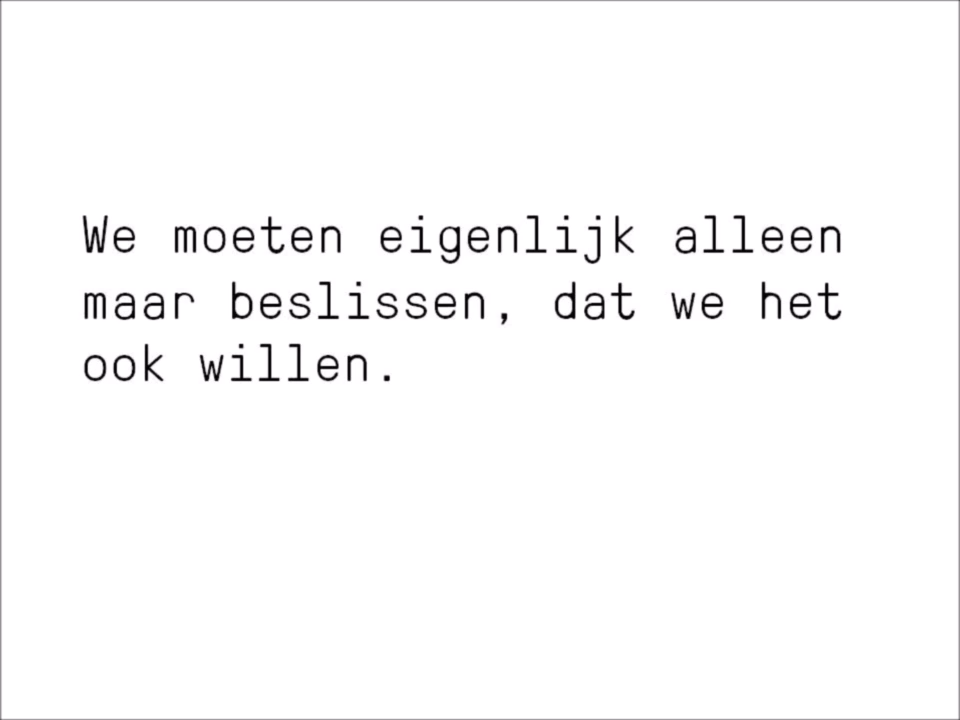 We moeten eigenlijk alleen
maar beslissen, dat we het
ook willen.